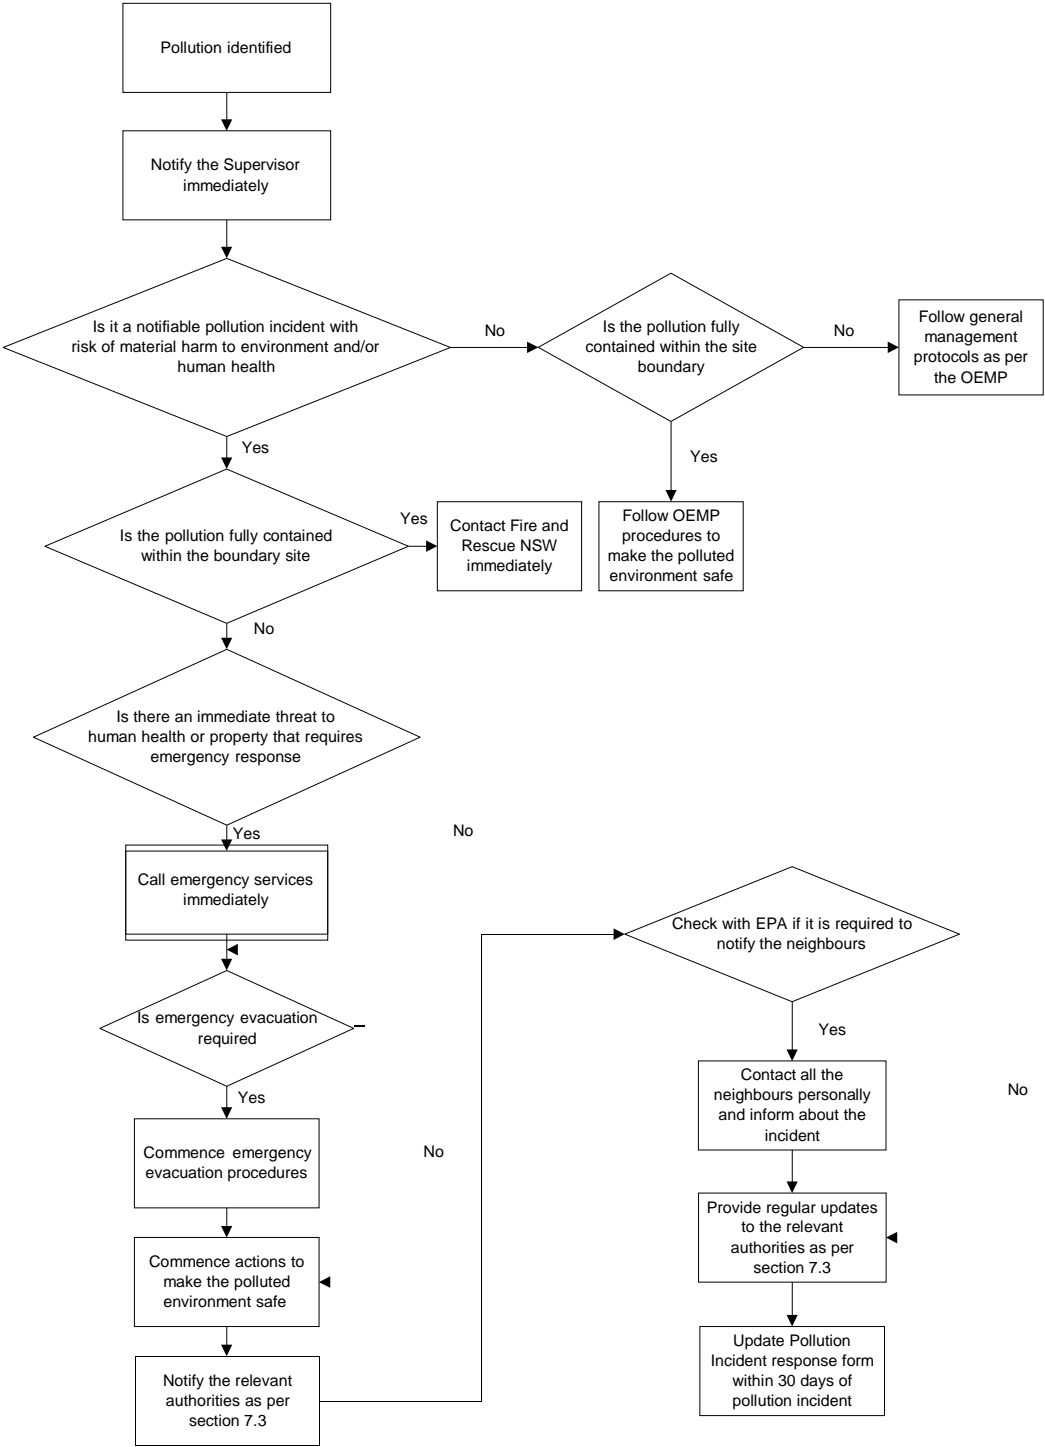 Pollution identified
Notify the Supervisor
immediately
Is it a notifiable pollution incident with
risk of material harm to environment and/or
human health
No
Is the pollution fully
contained within the site
boundary
No
Follow general
management
protocols as per
the OEMP
Yes
Yes
Is the pollution fully contained
within the boundary site
Yes
Contact Fire and
Rescue NSW
immediately
Follow OEMP
procedures to
make the polluted
environment safe
No
Is there an immediate threat to
human health or property that requires
emergency response
Yes
No
Call emergency services
immediately
Check with EPA if it is required to
notify the neighbours
Is emergency evacuation
required
Yes
Yes
Contact all the
neighbours personally
and inform about the
incident
No
Commence emergency
evacuation procedures
No
Provide regular updates
to the relevant
authorities as per
section 7.3
Commence actions to
make the polluted
environment safe
Update Pollution
Incident response form
within 30 days of
pollution incident
Notify the relevant
authorities as per
section 7.3